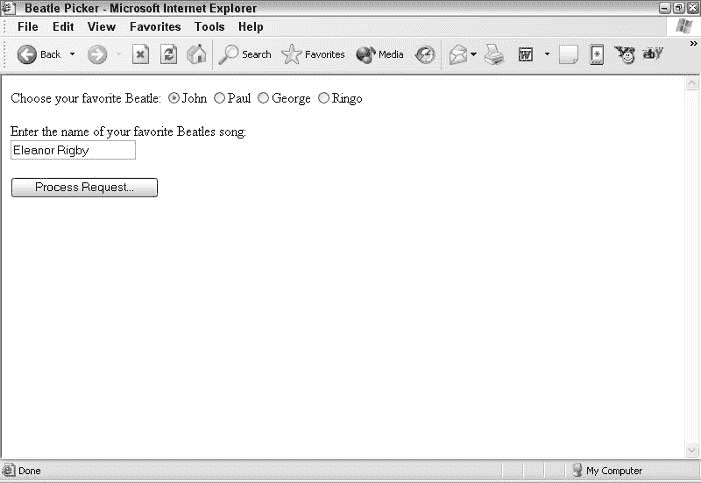 Beatle Picker - Microsoft Internet Explorer
File Edit View Favorites Tools Help
Back Search Favorites Media W ebY »
Choose your favorite Beatle: John Paul George Ringo
Enter the name of your favorite Beatles song:
Eleanor Rigby
Process Request...
Done My Computer